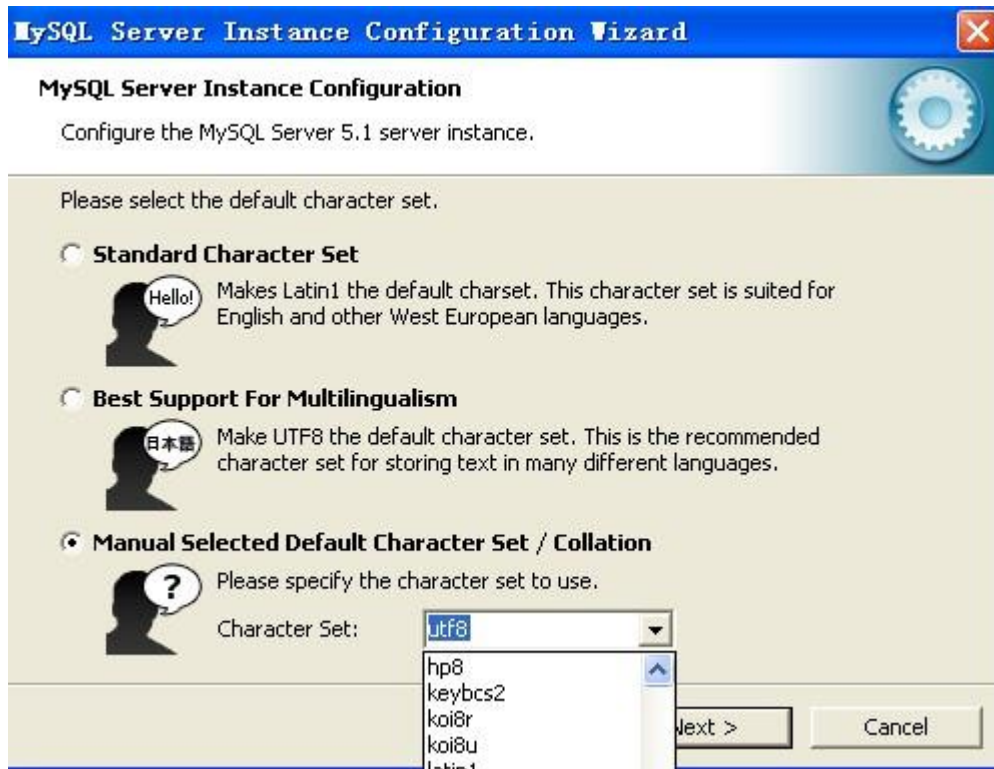 MySQL Server Instance Configuration Wizard
MySQL Server Instance Configuration
Configure the MySQL Server 5.1 server instance.
Please select the default character set.
Standard Character Set
Hello!
Makes Latin1 the default charset. This character set is suited for
English and other West European languages.
Best Support For Multilingualism
日本語
Make UTF8 the default character set. This is the recommended
character set for storing text in many different languages.
Manual Selected Default Character Set / Collation
?
Please specify the character set to use.
Character Set: utf8
hp8
keybcs2
koi8r
koi8u
latin1
Next > Cancel